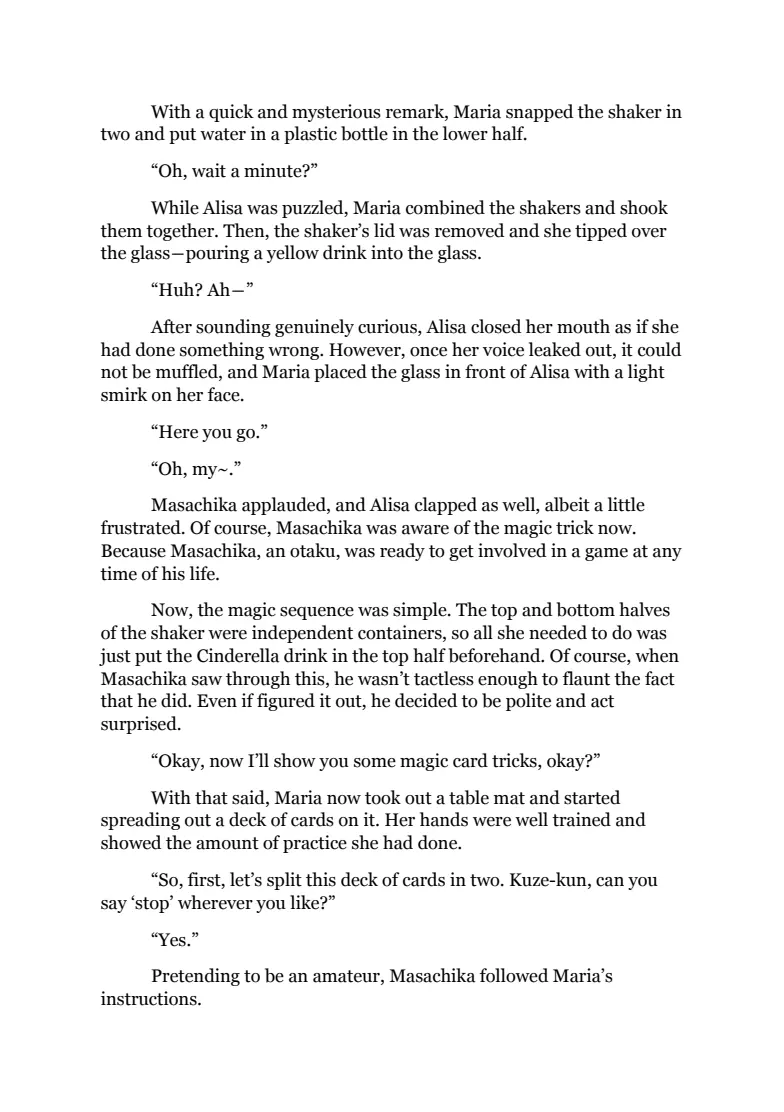 With a quick and mysterious remark, Maria snapped the shaker in
two and put water in a plastic bottle in the lower half.
“Oh, wait a minute?”
While Alisa was puzzled, Maria combined the shakers and shook
them together. Then, the shaker’s lid was removed and she tipped over
the glass—pouring a yellow drink into the glass.
“Huh? Ah—”
After sounding genuinely curious, Alisa closed her mouth as if she
had done something wrong. However, once her voice leaked out, it could
not be muffled, and Maria placed the glass in front of Alisa with a light
smirk on her face.
“Here you go.”
“Oh, my~.”
Masachika applauded, and Alisa clapped as well, albeit a little
frustrated. Of course, Masachika was aware of the magic trick now.
Because Masachika, an otaku, was ready to get involved in a game at any
time of his life.
Now, the magic sequence was simple. The top and bottom halves
of the shaker were independent containers, so all she needed to do was
just put the Cinderella drink in the top half beforehand. Of course, when
Masachika saw through this, he wasn’t tactless enough to flaunt the fact
that he did. Even if figured it out, he decided to be polite and act
surprised.
“Okay, now I’ll show you some magic card tricks, okay?”
With that said, Maria now took out a table mat and started
spreading out a deck of cards on it. Her hands were well trained and
showed the amount of practice she had done.
“So, first, let’s split this deck of cards in two. Kuze-kun, can you
say ‘stop’ wherever you like?”
“Yes.”
Pretending to be an amateur, Masachika followed Maria’s
instructions.